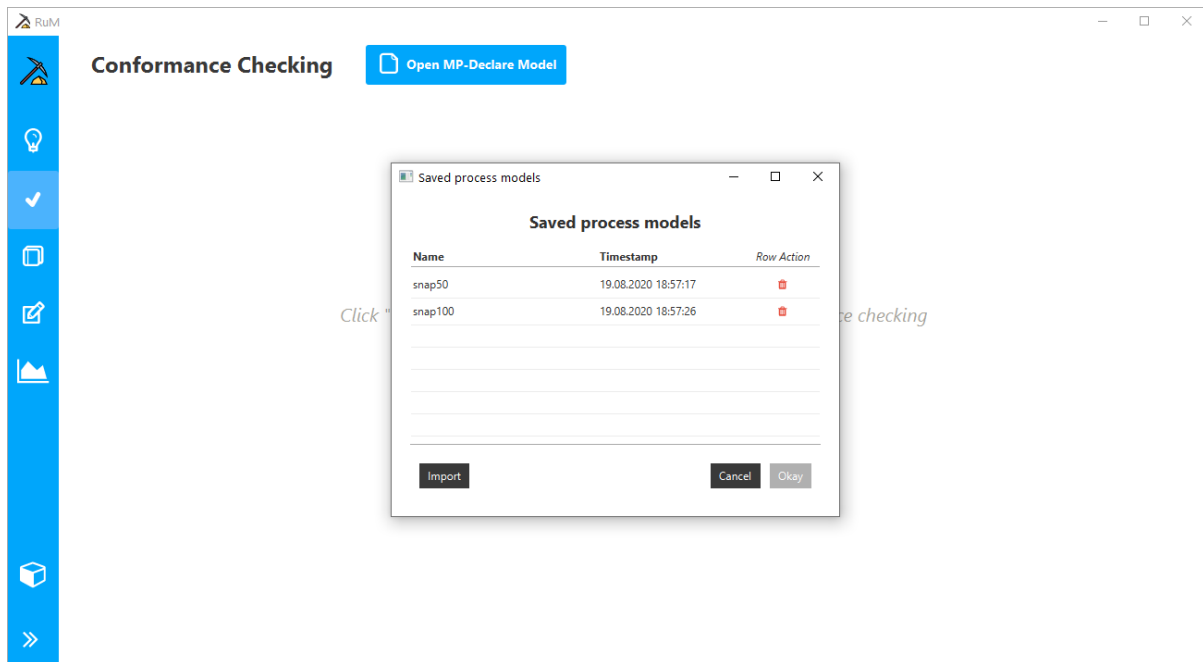 RuM
Conformance Checking
Open MP-Declare Model
Saved process models
Saved process models
Name Timestamp Row Action
snap50 19.08.2020 18:57:17
snap100 19.08.2020 18:57:26
Click " ce checking
Import Cancel Okay